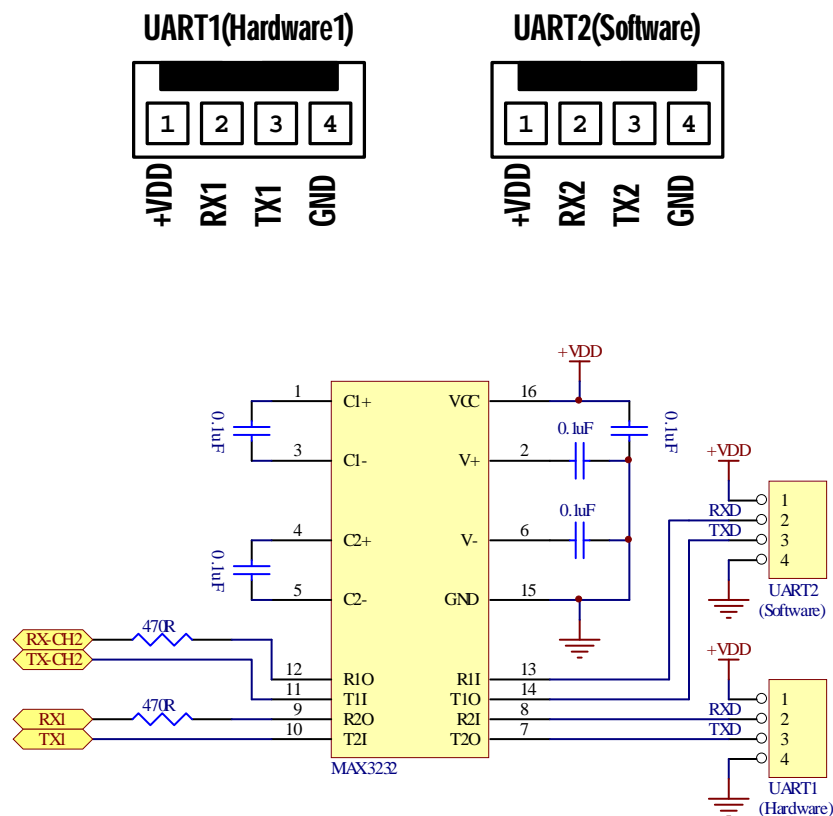 UART1(Hardware1)
UART2(Software)
1 2 3 4
1 2 3 4
+VDD RX1 TX1 GND
+VDD RX2 TX2 GND
+VDD
1 C1+ VCC 16
0.1uF
0.1uF
0.1uF
3 C1- V+ 2
+VDD
0.1uF
4 C2+ V- 6
0.1uF
5 C2- GND 15
1
RXD 2
TXD 3
4
UART2
(Software)
RX-CH2 470R
TX-CH2
12 R1O R1I 13
11 T1I T1O 14
RX1 470R 9 R2O R2I 8
TX1 10 T2I T2O 7
MAX3232
+VDD
1
RXD 2
TXD 3
4
UART1
(Hardware)